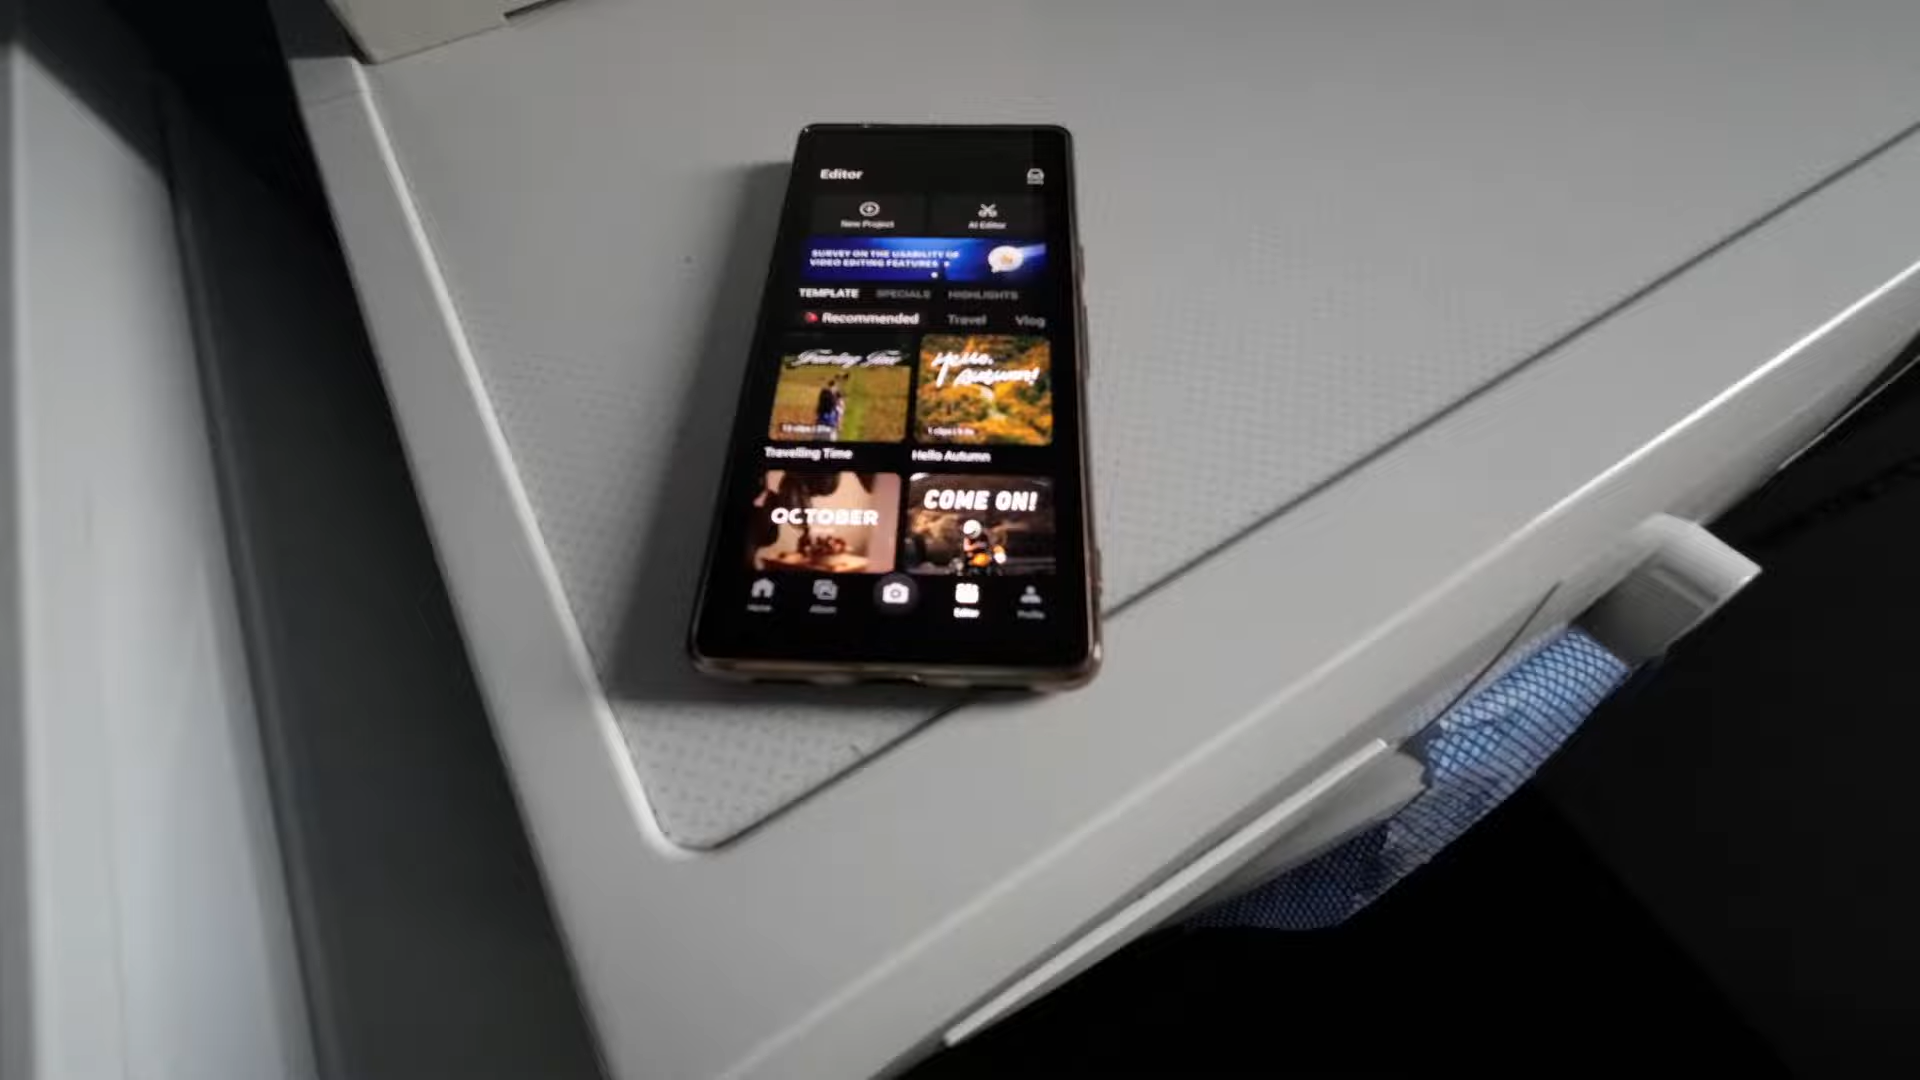 Editor
New Project
AI Editor
SURVEY ON THE USABILITY OF
VIDEO EDITING FEATURES
TEMPLATE SPECIALS HIGHLIGHTS
Recommended Travel Vlog
Hello,
Autumn!
Travelling Time
Hello Autumn
OCTOBER
COME ON!
Home
Album
Editor
Profile